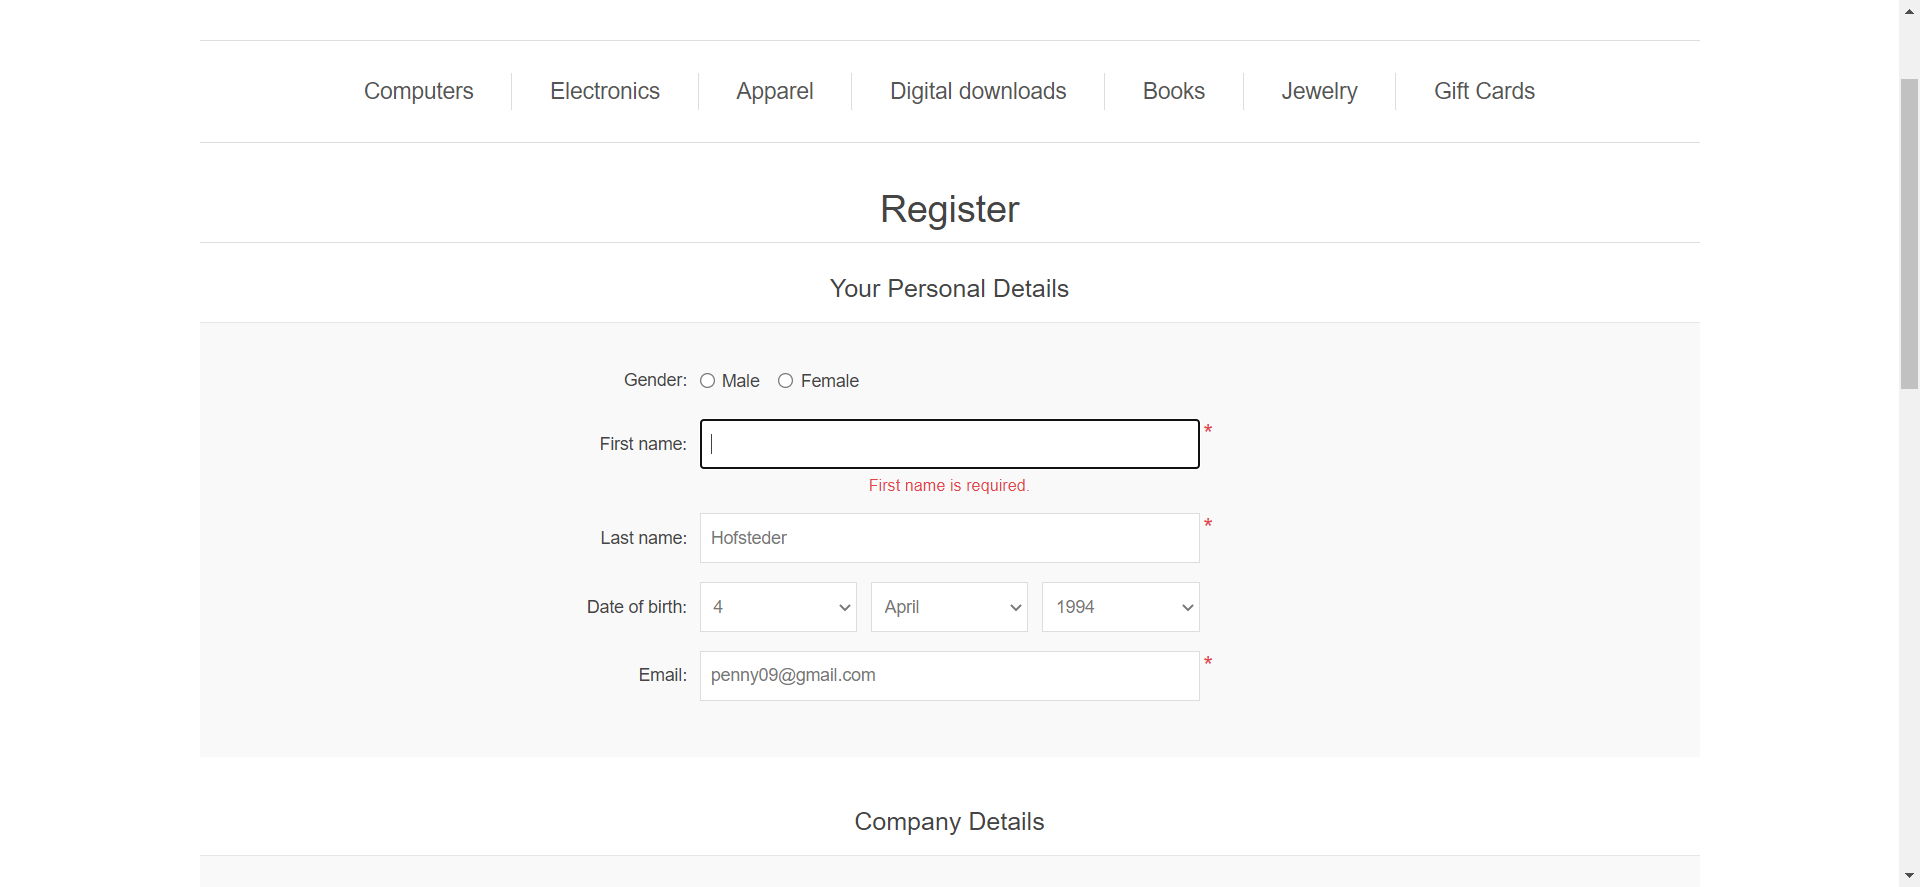 Computers Electronics Apparel Digital downloads Books Jewelry Gift Cards
Register
Your Personal Details
Gender: Male Female
First name: *
First name is required.
Last name: Hofsteder *
Date of birth: 4 April 1994
Email: penny09@gmail.com *
Company Details